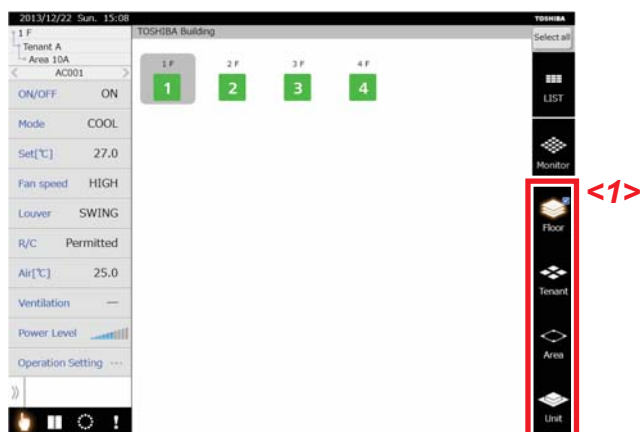 2013/12/22 Sun. 15:08
TOSHIBA
1 F
Tenant A
Area 10A
< AC001 >
TOSHIBA Building
Select all
ON/OFF ON
Mode COOL
Set[℃] 27.0
Fan speed HIGH
Louver SWING
R/C Permitted
Air[℃] 25.0
Ventilation —
Power Level
Operation Setting ···
»
1 F 2 F 3 F 4 F
1 2 3 4
LIST
Monitor
Floor
Tenant
Area
Unit
!
<1>